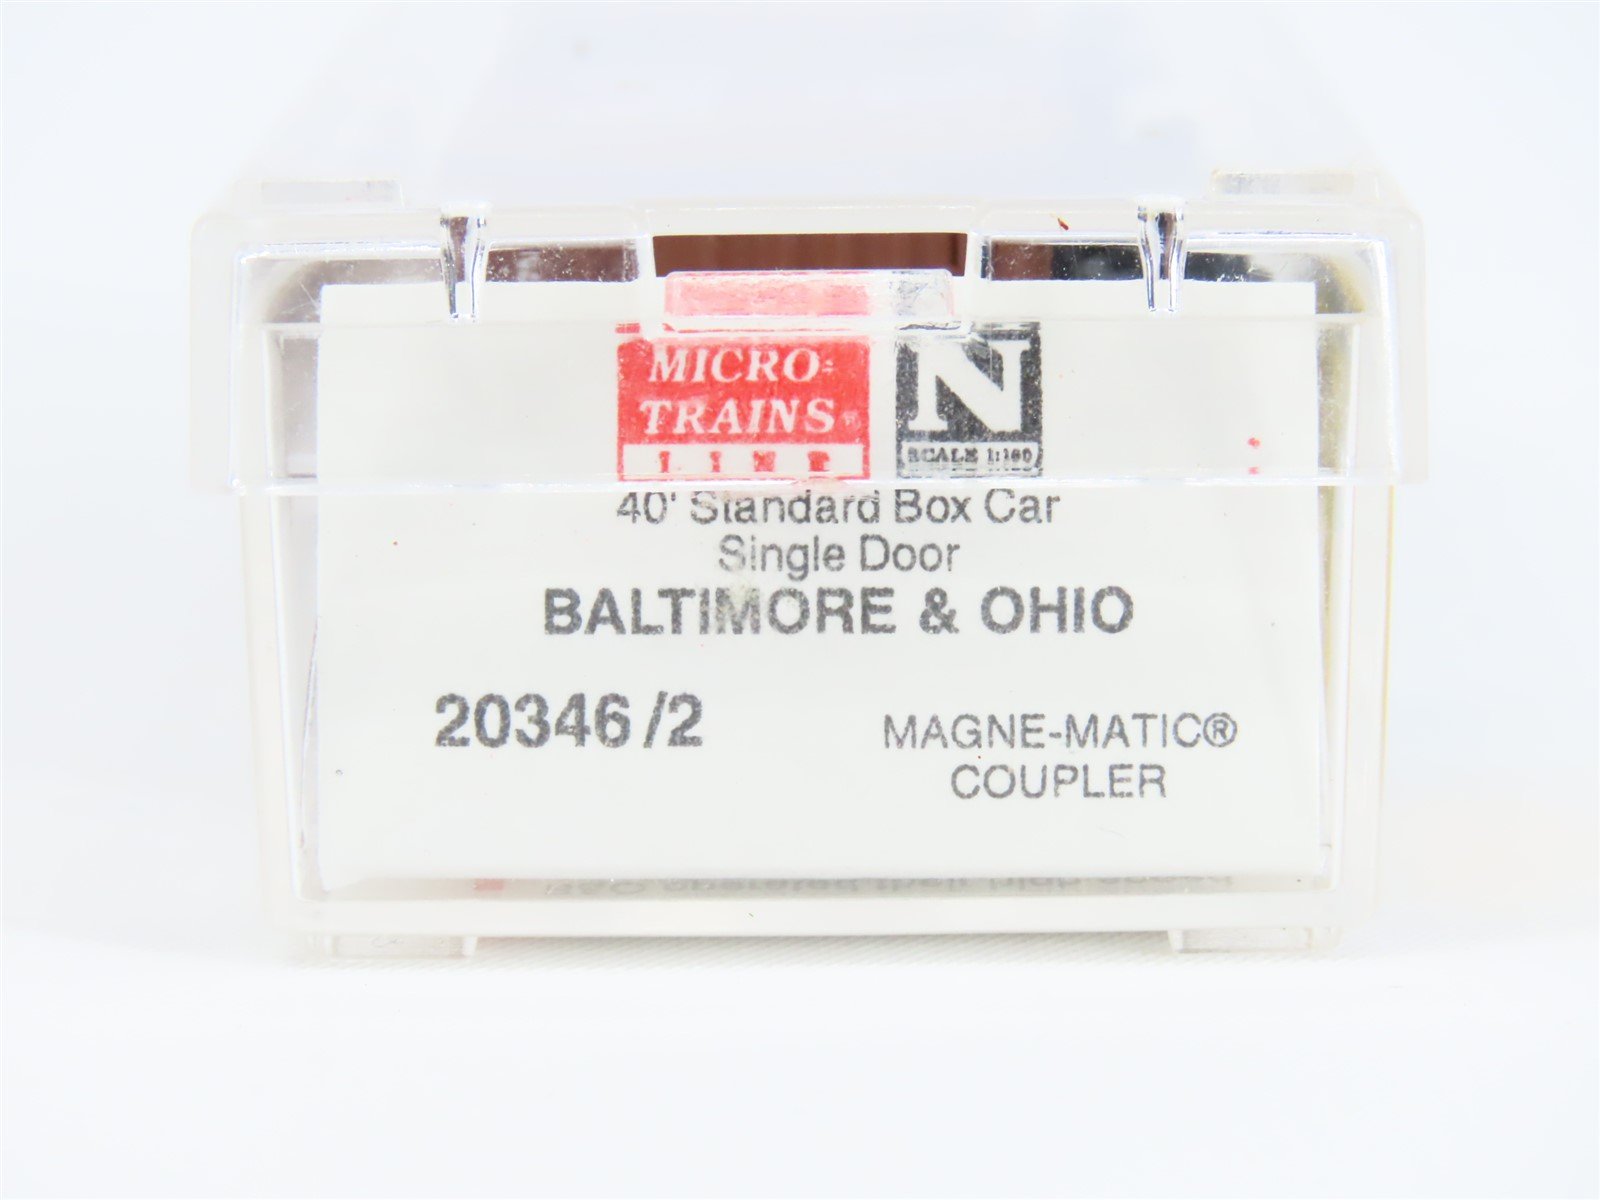 MICRO-
TRAINS®
LINE
N
SCALE 1:160
40' Standard Box Car
Single Door
BALTIMORE & OHIO
20346/2
MAGNE-MATIC®
COUPLER